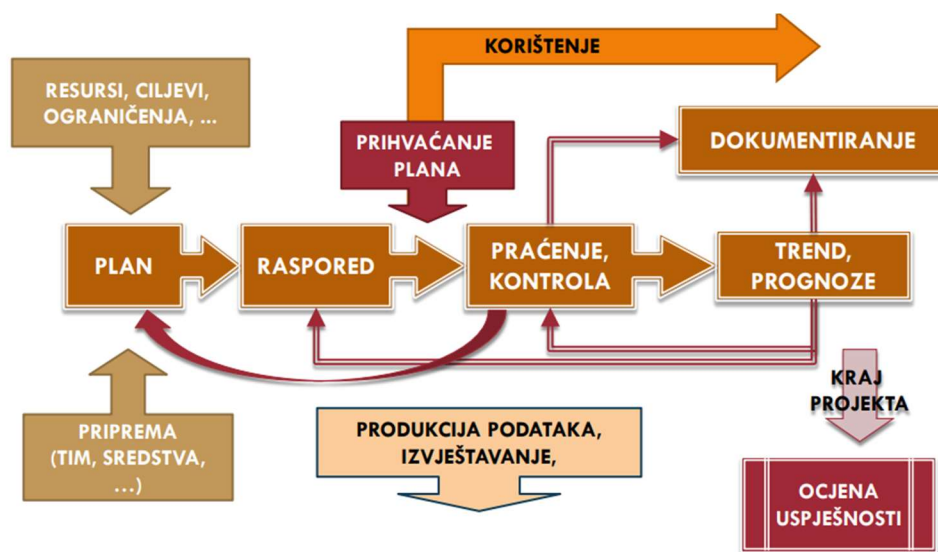 KORIŠTENJE
RESURSI, CILJEVI,
OGRANIČENJA, ...
PRIHVAĆANJE
PLANA
DOKUMENTIRANJE
PLAN
RASPORED
PRAĆENJE,
KONTROLA
TREND,
PROGNOZE
KRAJ
PROJEKTA
PRIPREMA
(TIM, SREDSTVA,
...)
PRODUKCIJA PODATAKA,
IZVJEŠTAVANJE,
OCJENA
USPJEŠNOSTI